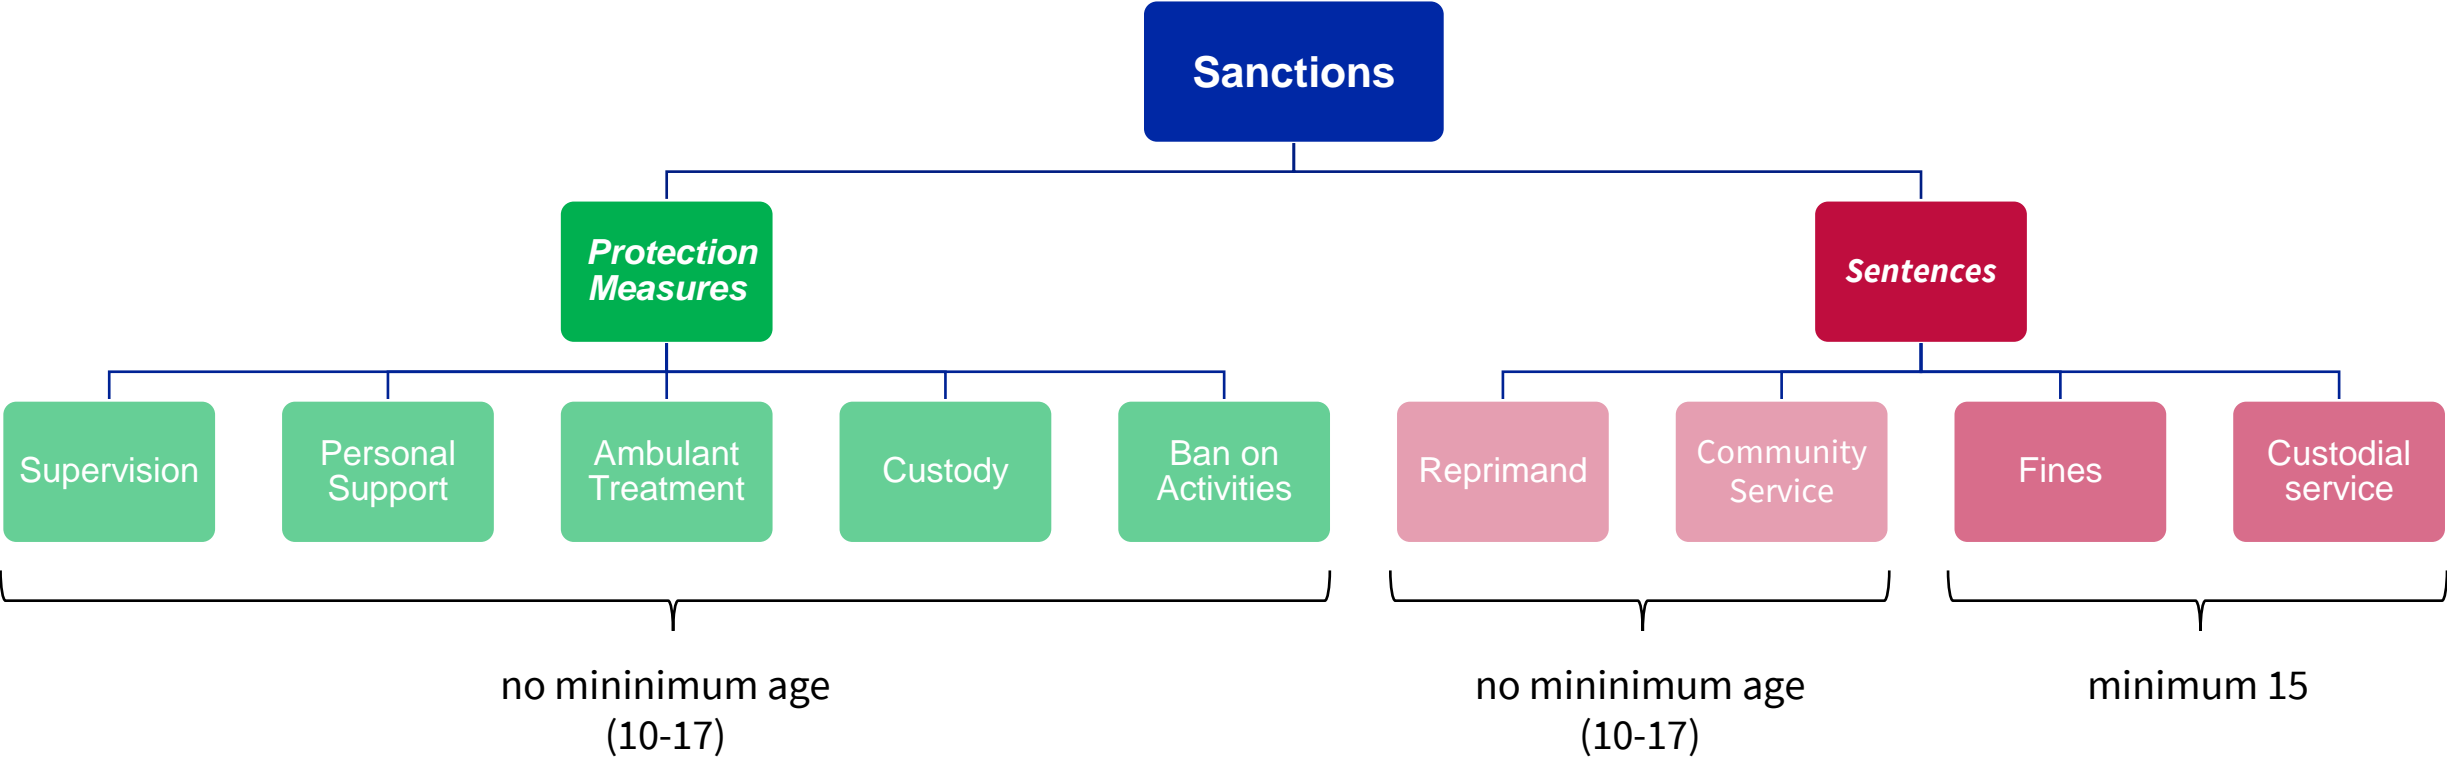 Sanctions
Protection
Measures
Sentences
Supervision
Personal
Support
Ambulant
Treatment
Custody
Ban on
Activities
Reprimand
Community
Service
Fines
Custodial
service
no mininimum age
(10-17)
no mininimum age
(10-17)
minimum 15